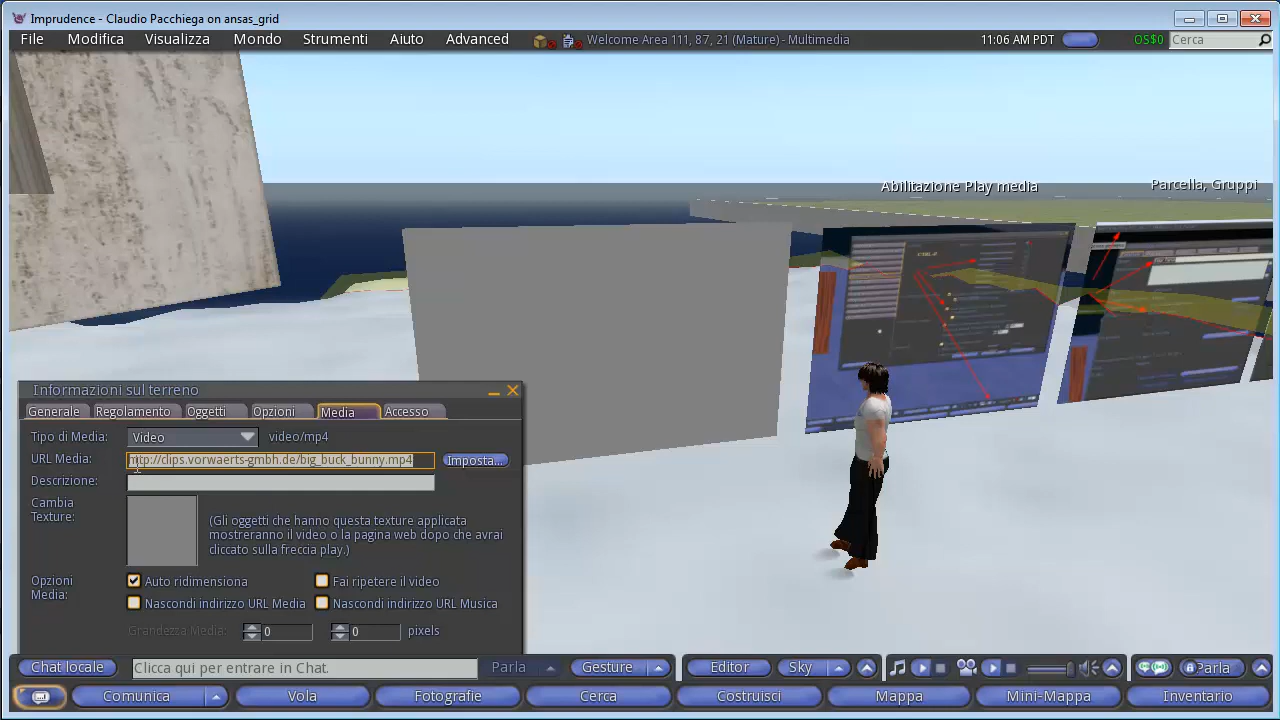 Imprudence - Claudio Pacchiega on ansas_grid
File Modifica Visualizza Mondo Strumenti Aiuto Advanced Welcome Area 111, 87, 21 (Mature) - Multimedia 11:06 AM PDT OS$0 Cerca
Abilitazione Play media Parcella, Gruppi
Informazioni sul terreno
Generale Regolamento Oggetti Opzioni Media Accesso
Tipo di Media: Video video/mp4
URL Media: http://clips.vorwaerts-gmbh.de/big_buck_bunny.mp4 Imposta...
Descrizione:
Cambia
Texture:
(Gli oggetti che hanno questa texture applicata
mostreranno il video o la pagina web dopo che avrai
cliccato sulla freccia play.)
Opzioni
Media:
Auto ridimensiona Fai ripetere il video
Nascondi indirizzo URL Media Nascondi indirizzo URL Musica
Grandezza Media: 0 0 pixels
Chat locale Clicca qui per entrare in Chat. Parla Gesture Editor Sky Parla
Comunica Vola Fotografie Cerca Costruisci Mappa Mini-Mappa Inventario